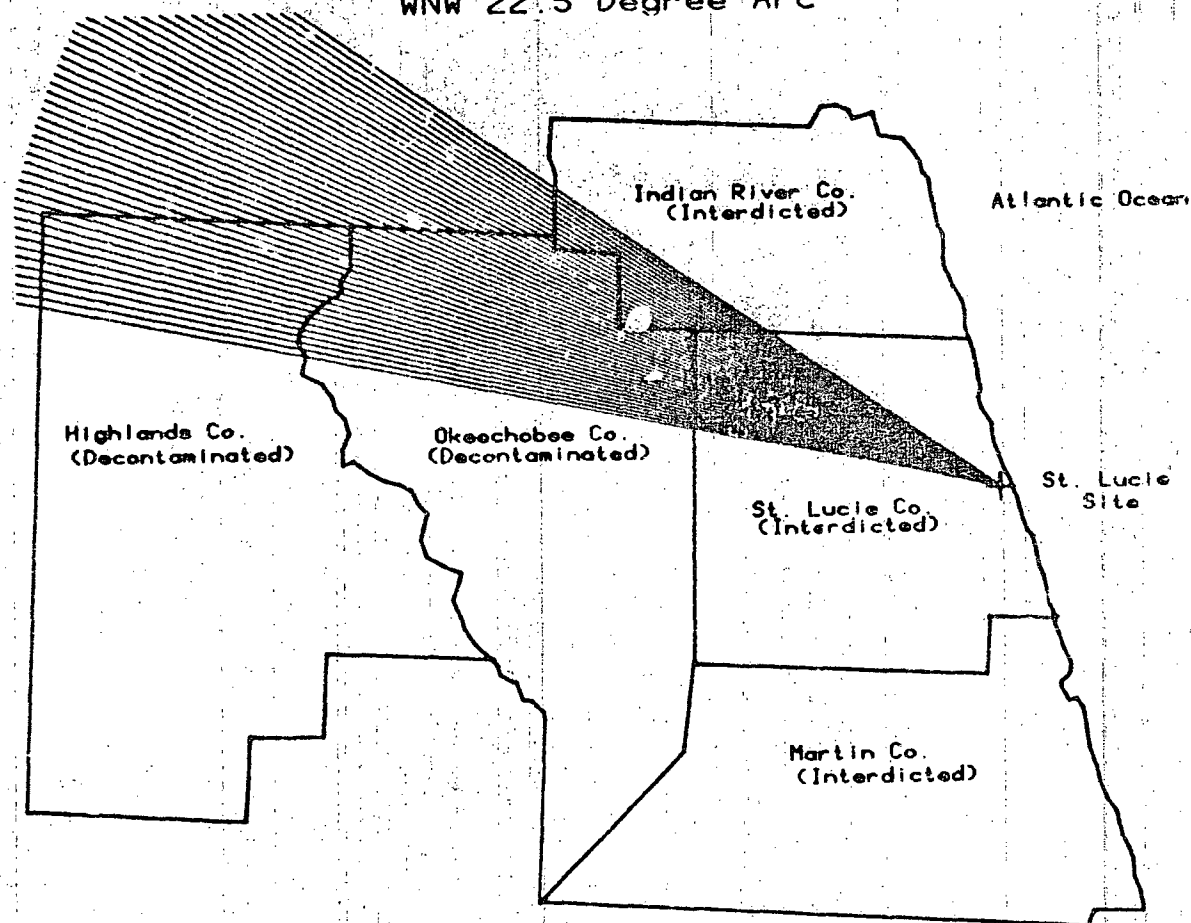 WNW 22.5 Degree Arc
Indian River Co.
(Interdicted)
Atlantic Ocean
Highlands Co.
(Decontaminated)
Okeechobee Co.
(Decontaminated)
St. Lucie Co.
(Interdicted)
St. Lucie
Site
Martin Co.
(Interdicted)